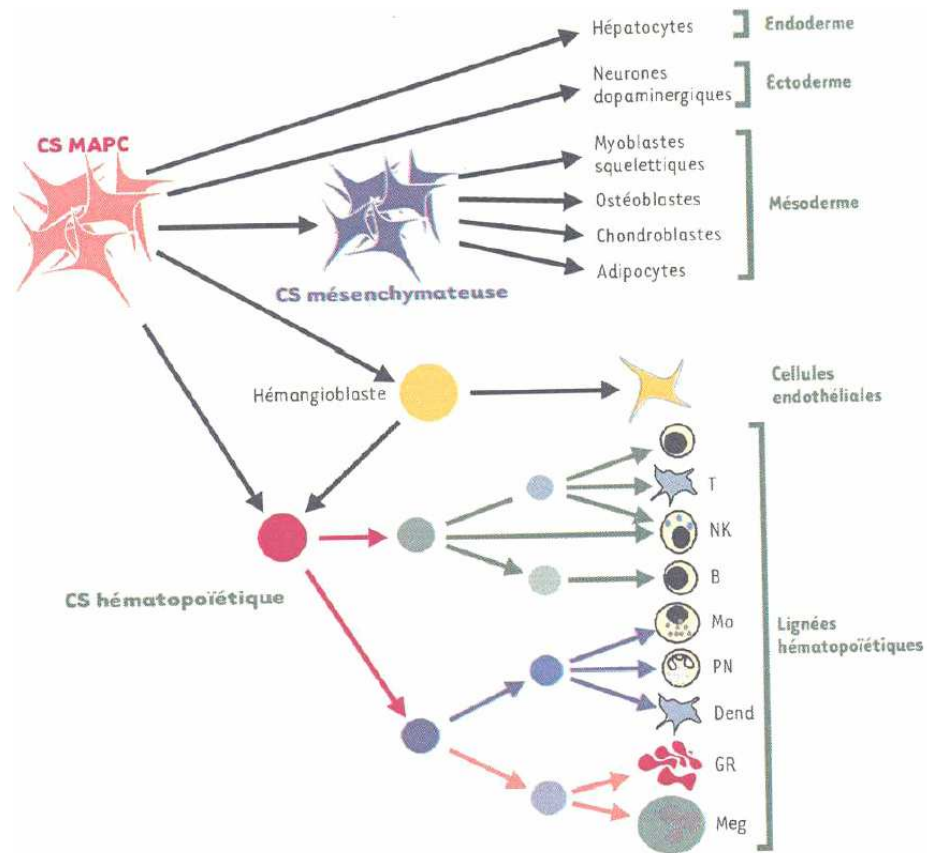 Hépatocytes
Endoderme
Neurones
dopaminergiques
Ectoderme
CS MAPC
Myoblastes
squelettiques
Ostéoblastes
Chondroblastes
Adipocytes
Mésoderme
CS mésenchymateuse
Hémangioblaste
Cellules
endothéliales
T
NK
B
CS hématopoïétique
Mo
PN
Dend
GR
Meg
Lignées
hématopoïétiques